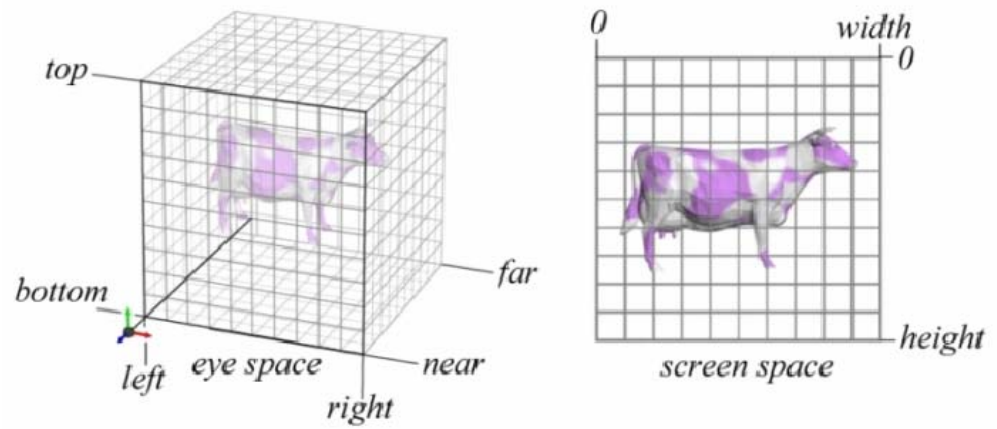 top
bottom
left
eye space
right
near
far
0
width
0
height
screen space